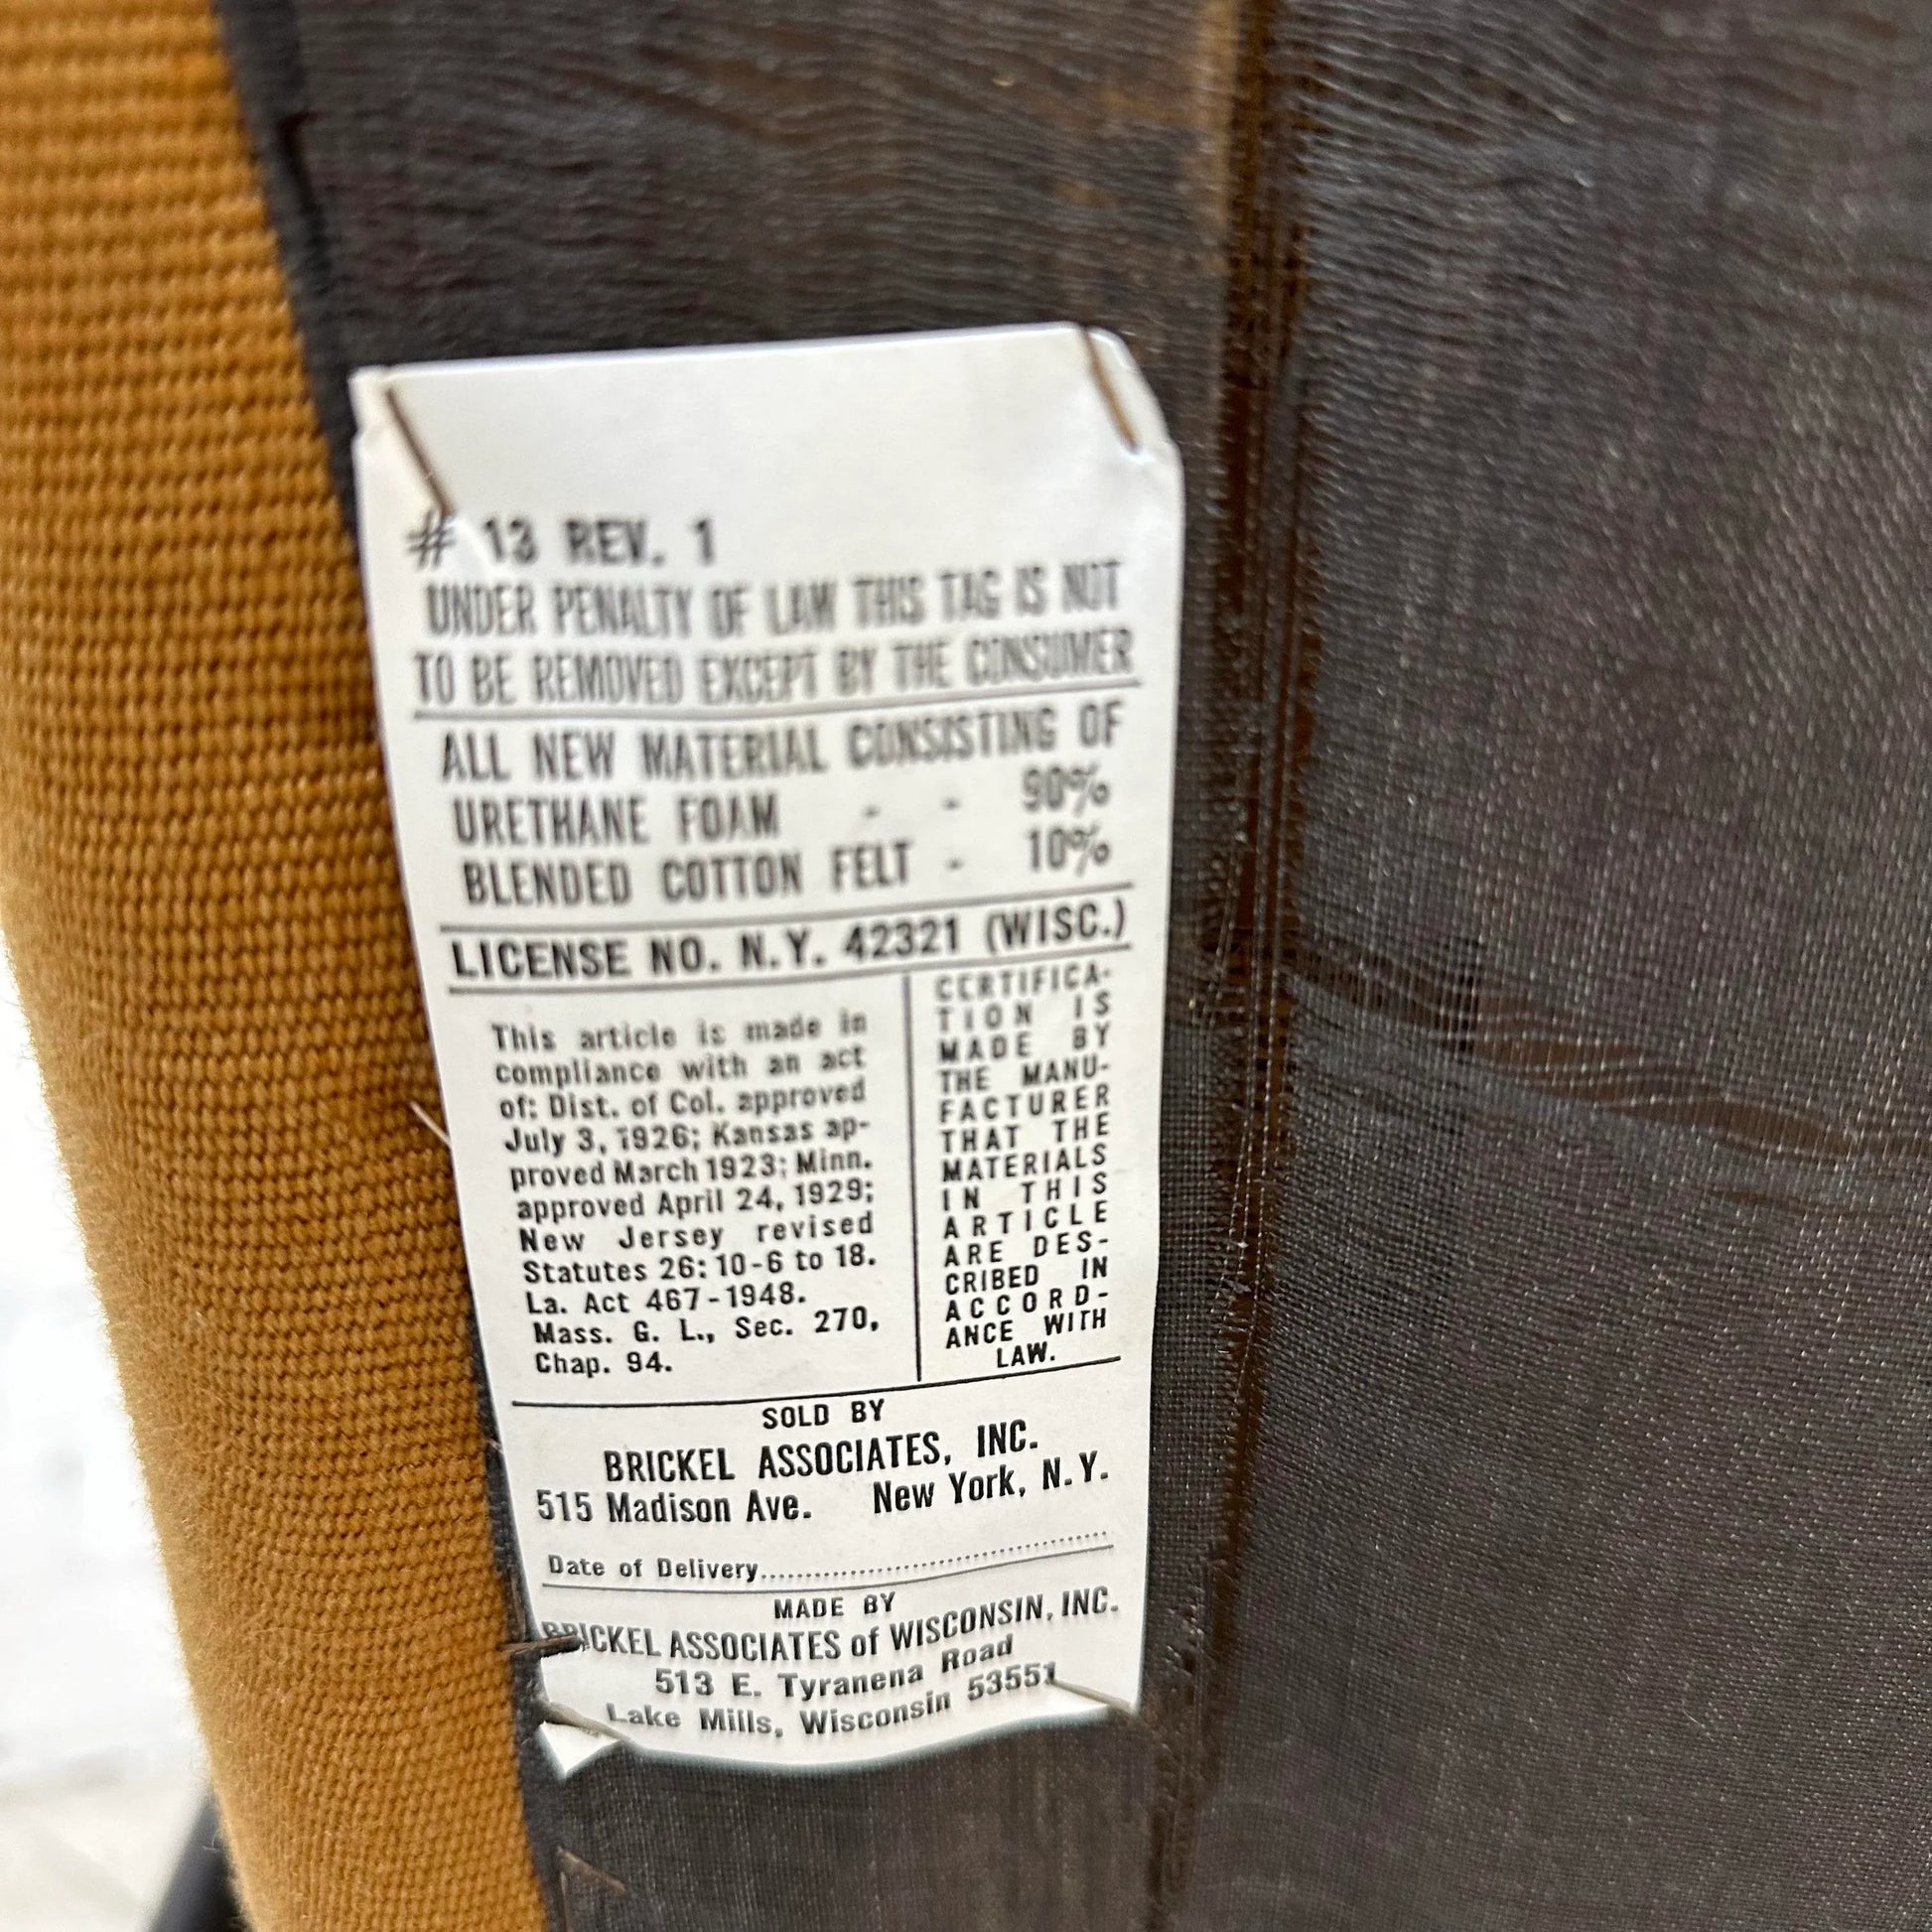 # 13 REV. 1
UNDER PENALTY OF LAW THIS TAG IS NOT
TO BE REMOVED EXCEPT BY THE CONSUMER
ALL NEW MATERIAL CONSISTING OF
URETHANE FOAM - - 90%
BLENDED COTTON FELT - 10%
LICENSE NO. N.Y. 42321 (WISC.)
This article is made in
compliance with an act
of: Dist. of Col. approved
July 3, 1926; Kansas ap-
proved March 1923; Minn.
approved April 24, 1929;
New Jersey revised
Statutes 26: 10-6 to 18.
La. Act 467-1948.
Mass. G. L., Sec. 270,
Chap. 94.
CERTIFICA-
TION IS
MADE BY
THE MANU-
FACTURER
THAT THE
MATERIALS
IN THIS
ARTICLE
ARE DES-
CRIBED IN
ACCORD-
ANCE WITH
LAW.
SOLD BY
BRICKEL ASSOCIATES, INC.
515 Madison Ave. New York, N.Y.
Date of Delivery..............................
MADE BY
BRICKEL ASSOCIATES of WISCONSIN, INC.
513 E. Tyranena Road
Lake Mills, Wisconsin 53551